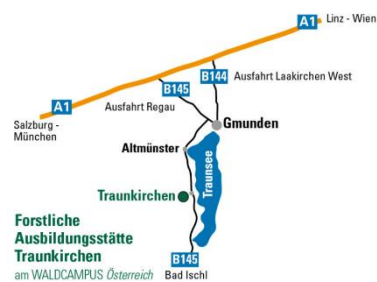 A1
Linz - Wien
B144
Ausfahrt Laakirchen West
B145
A1
Ausfahrt Regau
Salzburg -
München
Gmunden
Altmünster
Traunsee
Traunkirchen
Forstliche
Ausbildungsstätte
Traunkirchen
am WALDCAMPUS Österreich
B145
Bad Ischl